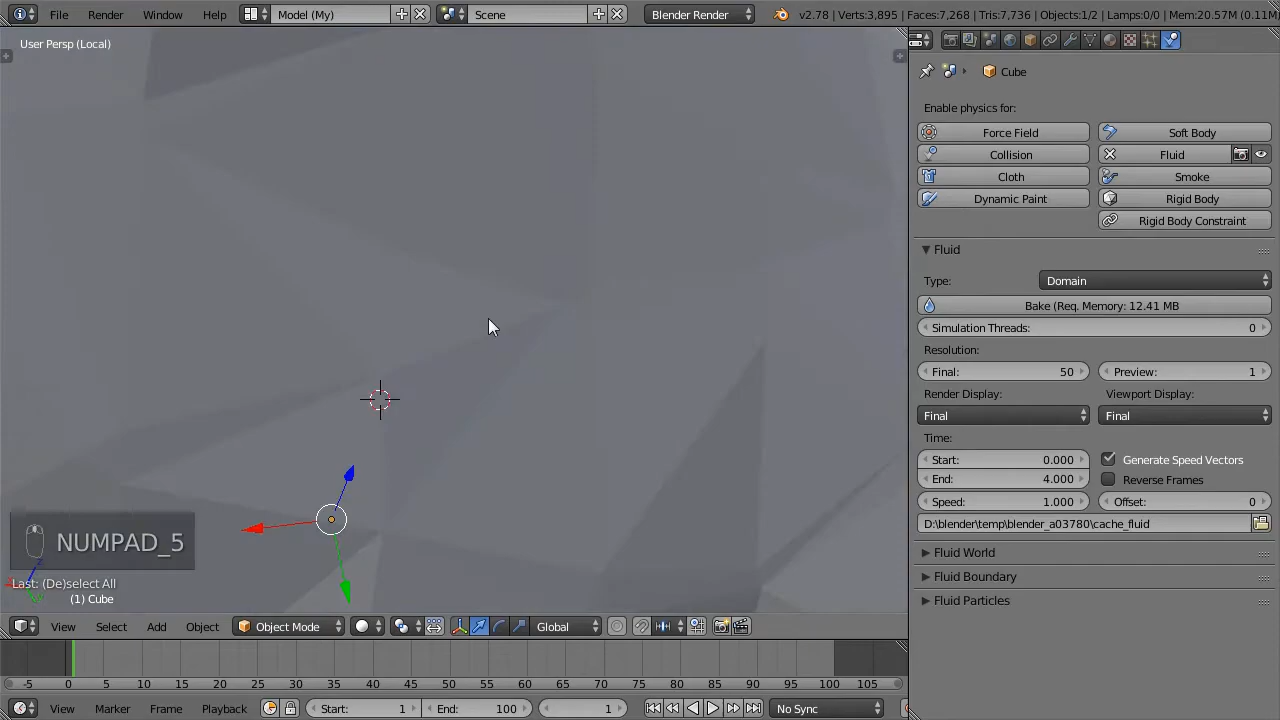 File Render Window Help Model (My) Scene Blender Render v2.78 | Verts:3,895 | Faces:7,268 | Tris:7,736 | Objects:1/2 | Lamps:0/0 | Mem:20.57M (0.11M
User Persp (Local)
Cube
Enable physics for:
Force Field Soft Body
Collision Fluid
Cloth Smoke
Dynamic Paint Rigid Body
Rigid Body Constraint
Fluid
Type: Domain
Bake (Req. Memory: 12.41 MB
Simulation Threads: 0
Resolution:
Final: 50 Preview: 1
Render Display: Viewport Display:
Final Final
Time:
Start: 0.000 Generate Speed Vectors
End: 4.000 Reverse Frames
Speed: 1.000 Offset: 0
D:\blender\temp\blender_a03780\cache_fluid
Fluid World
Fluid Boundary
Fluid Particles
NUMPAD_5
Last: (De)select All
(1) Cube
View Select Add Object Object Mode Global
-5 0 5 10 15 20 25 30 35 40 45 50 55 60 65 70 75 80 85 90 95 100 105
View Marker Frame Playback Start: 1 End: 100 1 No Sync